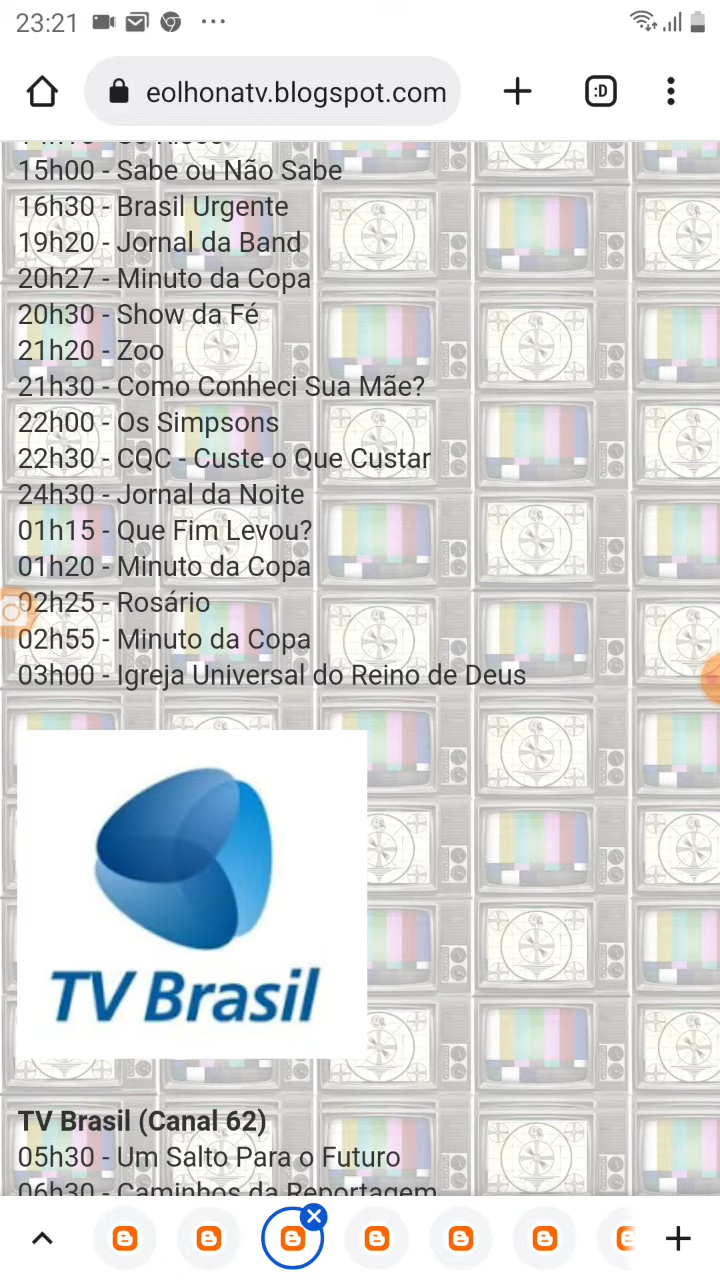 23:21
eolhonatv.blogspot.com
:D
15h00 - Sabe ou Não Sabe
16h30 - Brasil Urgente
19h20 - Jornal da Band
20h27 - Minuto da Copa
20h30 - Show da Fé
21h20 - Zoo
21h30 - Como Conheci Sua Mãe?
22h00 - Os Simpsons
22h30 - CQC - Custe o Que Custar
24h30 - Jornal da Noite
01h15 - Que Fim Levou?
01h20 - Minuto da Copa
02h25 - Rosário
02h55 - Minuto da Copa
03h00 - Igreja Universal do Reino de Deus
TV Brasil
TV Brasil (Canal 62)
05h30 - Um Salto Para o Futuro
06h30 - Caminhos da Reportagem